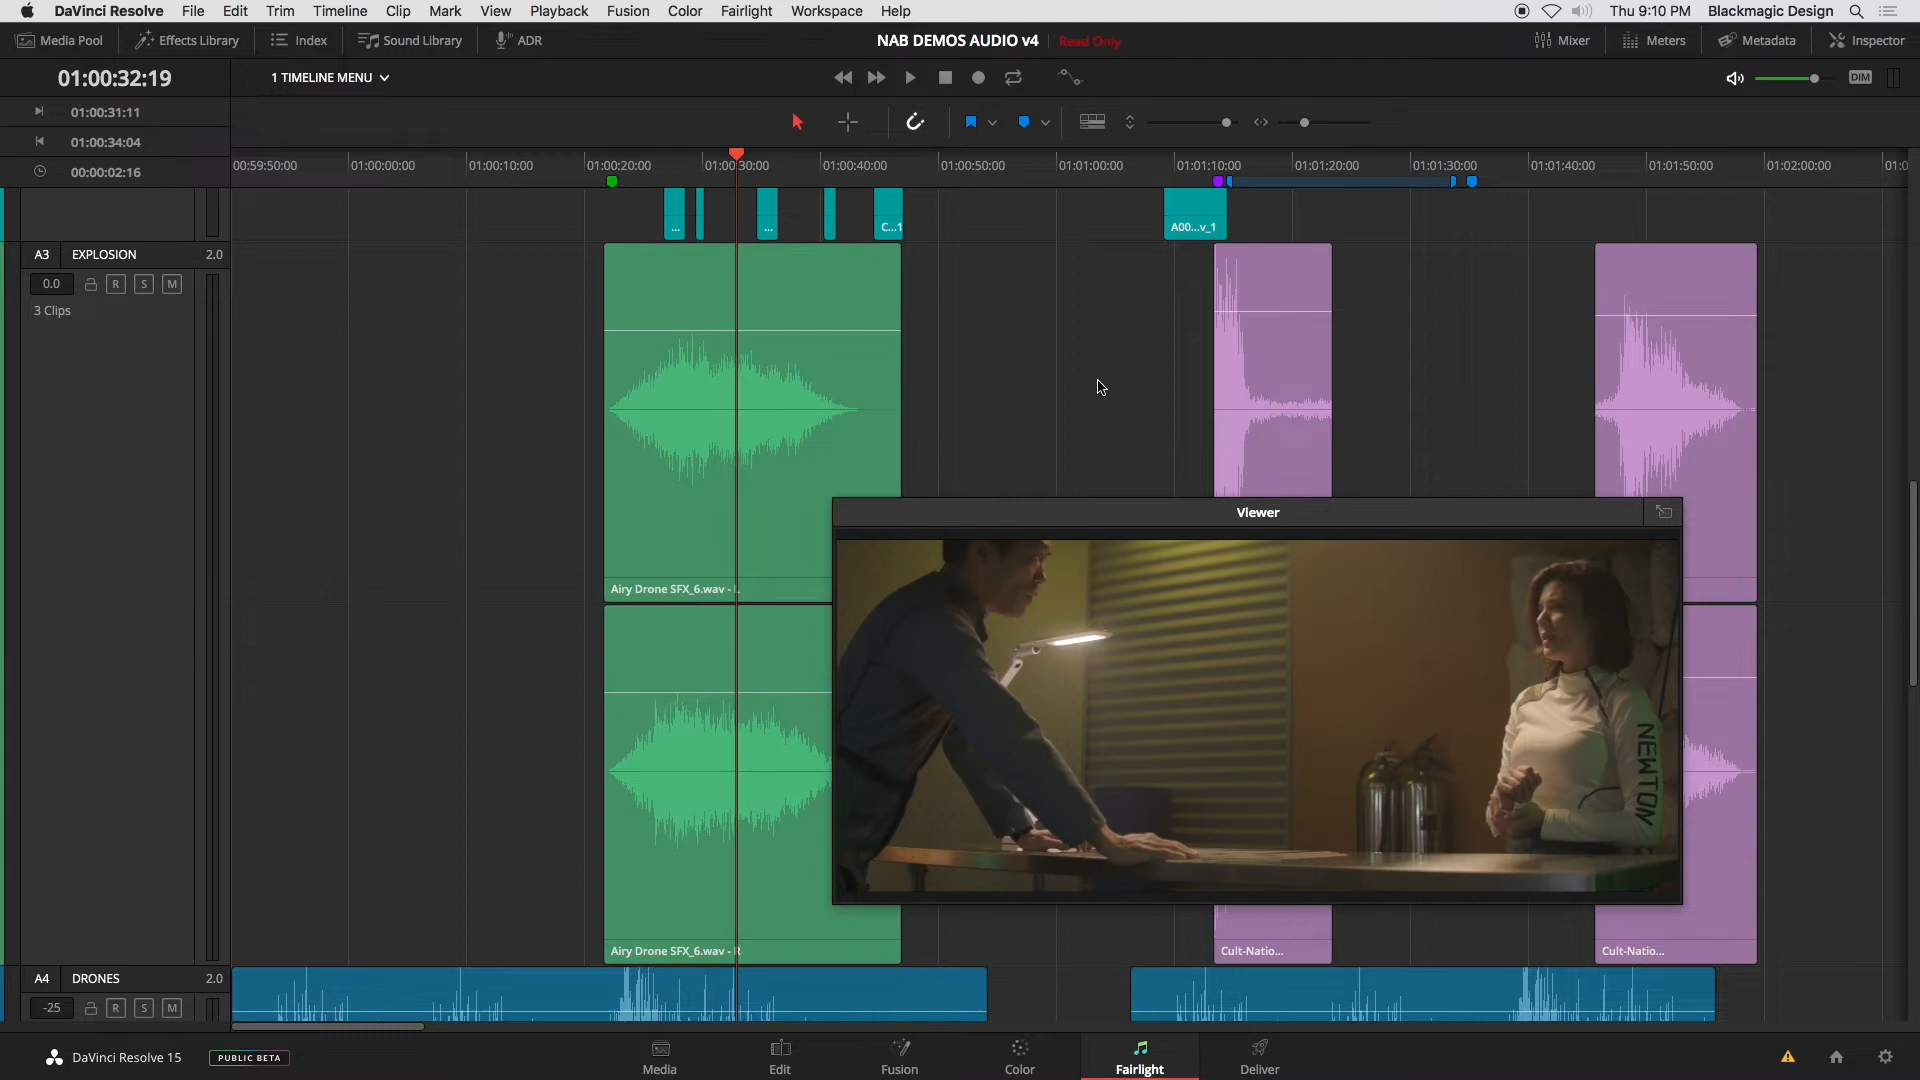 DaVinci Resolve File Edit Trim Timeline Clip Mark View Playback Fusion Color Fairlight Workspace Help Thu 9:10 PM Blackmagic Design
Media Pool Effects Library Index Sound Library ADR NAB DEMOS AUDIO v4 Read Only Mixer Meters Metadata Inspector
01:00:32:19 1 TIMELINE MENU DIM
01:00:31:11
01:00:34:04
00:00:02:16
00:59:50:00 01:00:00:00 01:00:10:00 01:00:20:00 01:00:30:00 01:00:40:00 01:00:50:00 01:01:00:00 01:01:10:00 01:01:20:00 01:01:30:00 01:01:40:00 01:01:50:00 01:02:00:00 01:0
... ... C...1 A00...v_1
A3 EXPLOSION 2.0
0.0 R S M
3 Clips
Viewer
Airy Drone SFX_6.wav - L
NEWTON
Airy Drone SFX_6.wav - R Cult-Natio... Cult-Natio...
A4 DRONES 2.0
-25 R S M
DaVinci Resolve 15 PUBLIC BETA
Media Edit Fusion Color Fairlight Deliver